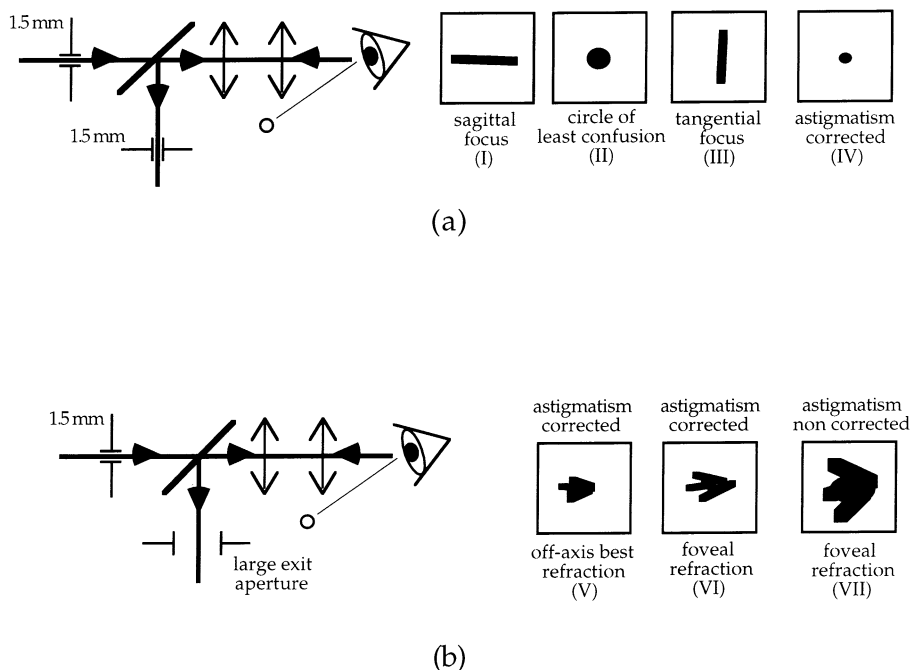 1.5 mm
1.5 mm
sagittal
focus
(I)
circle of
least confusion
(II)
tangential
focus
(III)
astigmatism
corrected
(IV)
(a)
1.5 mm
large exit
aperture
astigmatism
corrected
off-axis best
refraction
(V)
astigmatism
corrected
foveal
refraction
(VI)
astigmatism
non corrected
foveal
refraction
(VII)
(b)